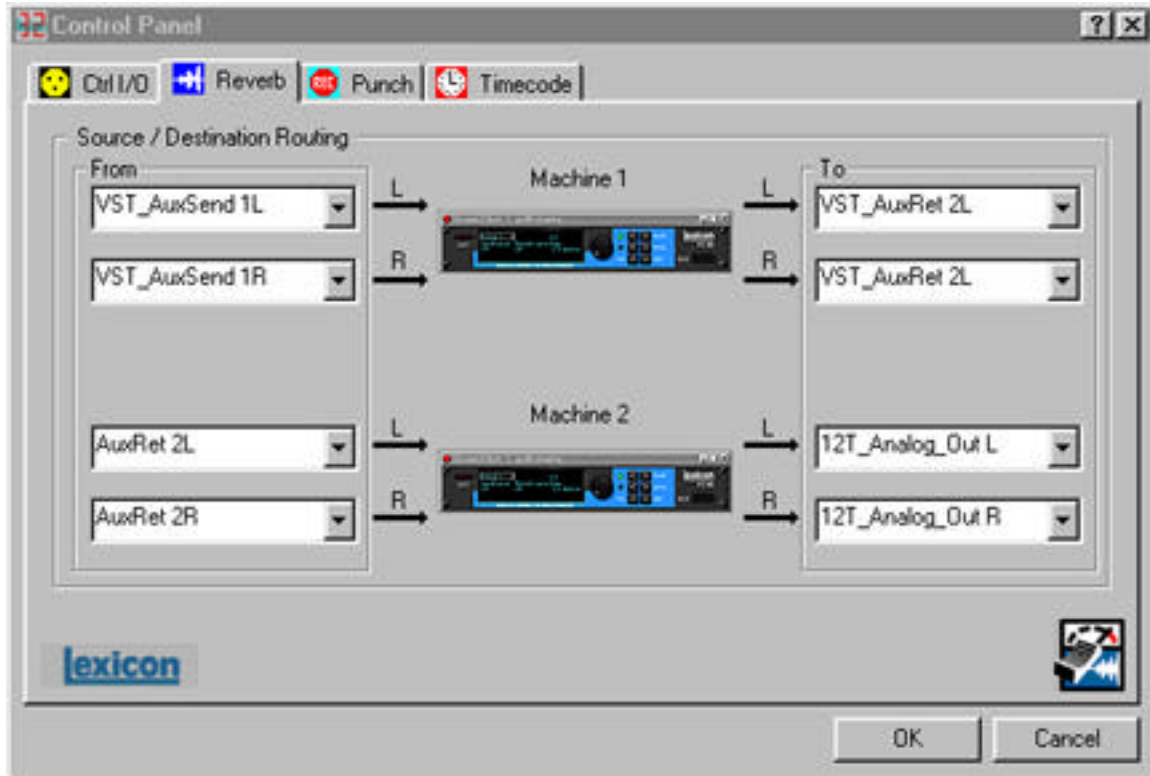 Control Panel
Ctrl I/O Reverb REC Punch Timecode
Source / Destination Routing
From
Machine 1
To
VST_AuxSend 1L
L
L
VST_AuxRet 2L
VST_AuxSend 1R
R
R
VST_AuxRet 2L
Machine 2
AuxRet 2L
L
L
12T_Analog_Out L
AuxRet 2R
R
R
12T_Analog_Out R
lexicon
OK Cancel